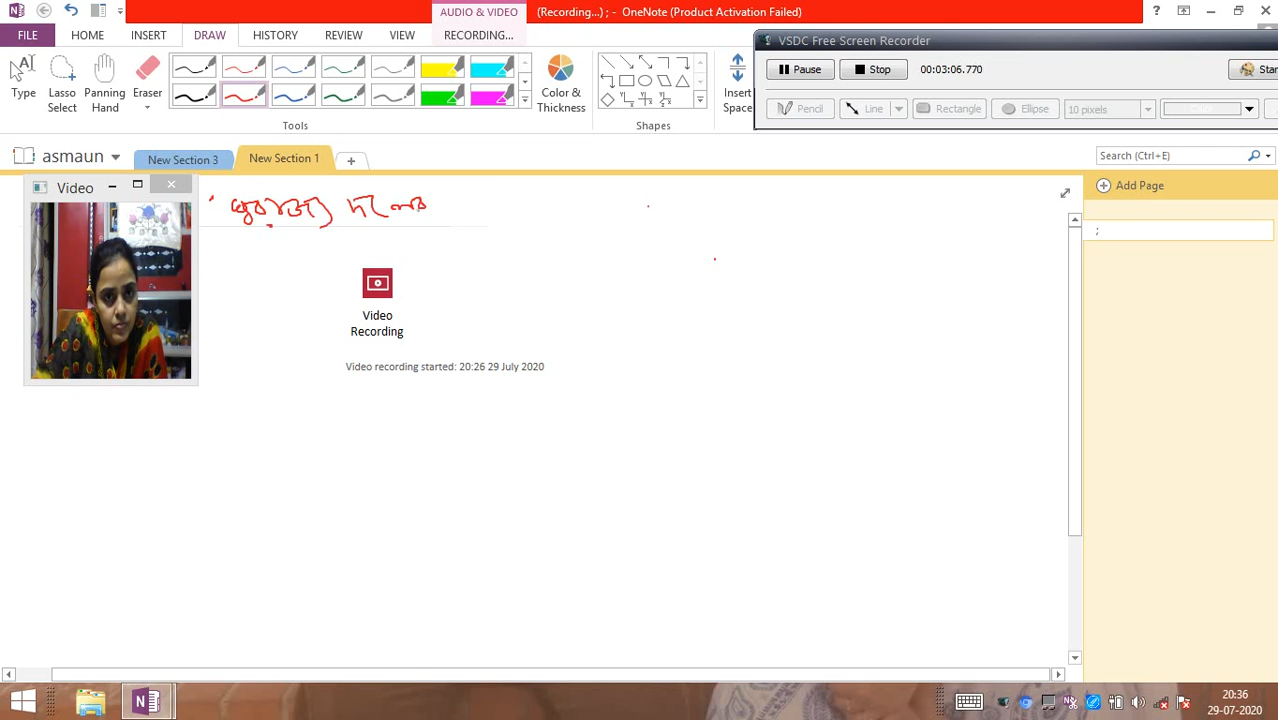 AUDIO & VIDEO
(Recording...) ; - OneNote (Product Activation Failed)
?
FILE HOME INSERT DRAW HISTORY REVIEW VIEW RECORDING...
VSDC Free Screen Recorder
Type
Lasso Select
Panning Hand
Eraser
Color & Thickness
Insert Space
Tools
Shapes
Pause
Stop
00:03:06.770
Star
Pencil
Line
Rectangle
Ellipse
10 pixels
asmaun
New Section 3
New Section 1
Search (Ctrl+E)
Video
Add Page
;
Video
Recording
Video recording started: 20:26 29 July 2020
20:36
29-07-2020